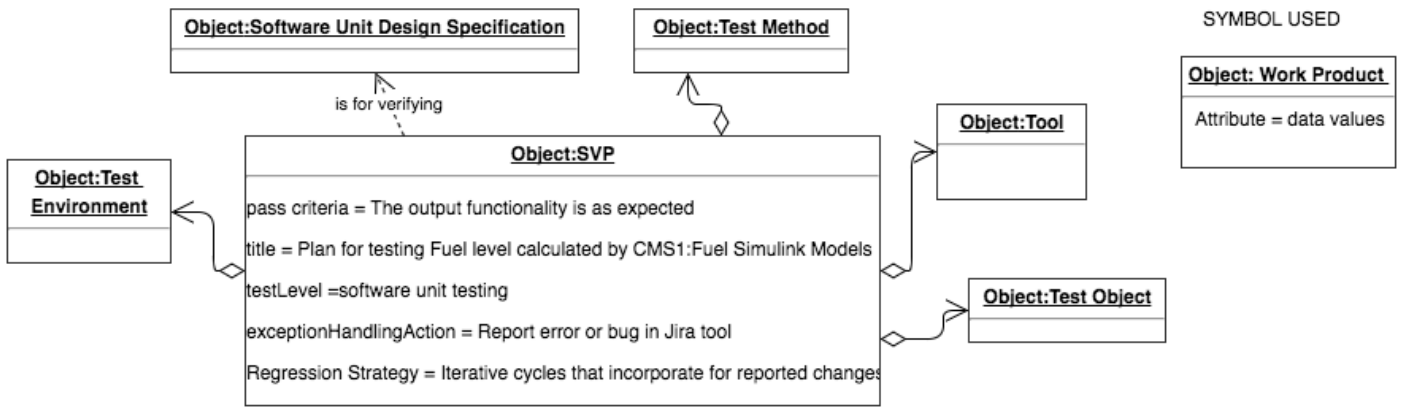 SYMBOL USED
Object:Software Unit Design Specification
Object:Test Method
Object: Work Product
Attribute = data values
is for verifying
Object:Tool
Object:SVP
Object:Test
Environment
pass criteria = The output functionality is as expected
title = Plan for testing Fuel level calculated by CMS1:Fuel Simulink Models
testLevel =software unit testing
exceptionHandlingAction = Report error or bug in Jira tool
Regression Strategy = Iterative cycles that incorporate for reported changes
Object:Test Object